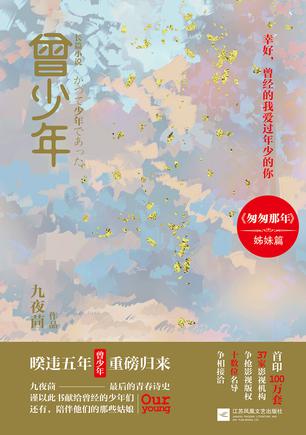 曾少年
长篇小说
かつて少年であった。
幸好，曾经的我爱过年少的你
《匆匆那年》
姊妹篇
九夜茴
作品
暌违五年
曾少年
重磅归来
九夜茴——最后的青春诗史
谨以此书献给曾经的少年们
还有，陪伴他们的那些姑娘
Our
young
首印100万套
37家影视机构
争抢影视版权
十数位名导
争相接洽
江苏凤凰文艺出版社